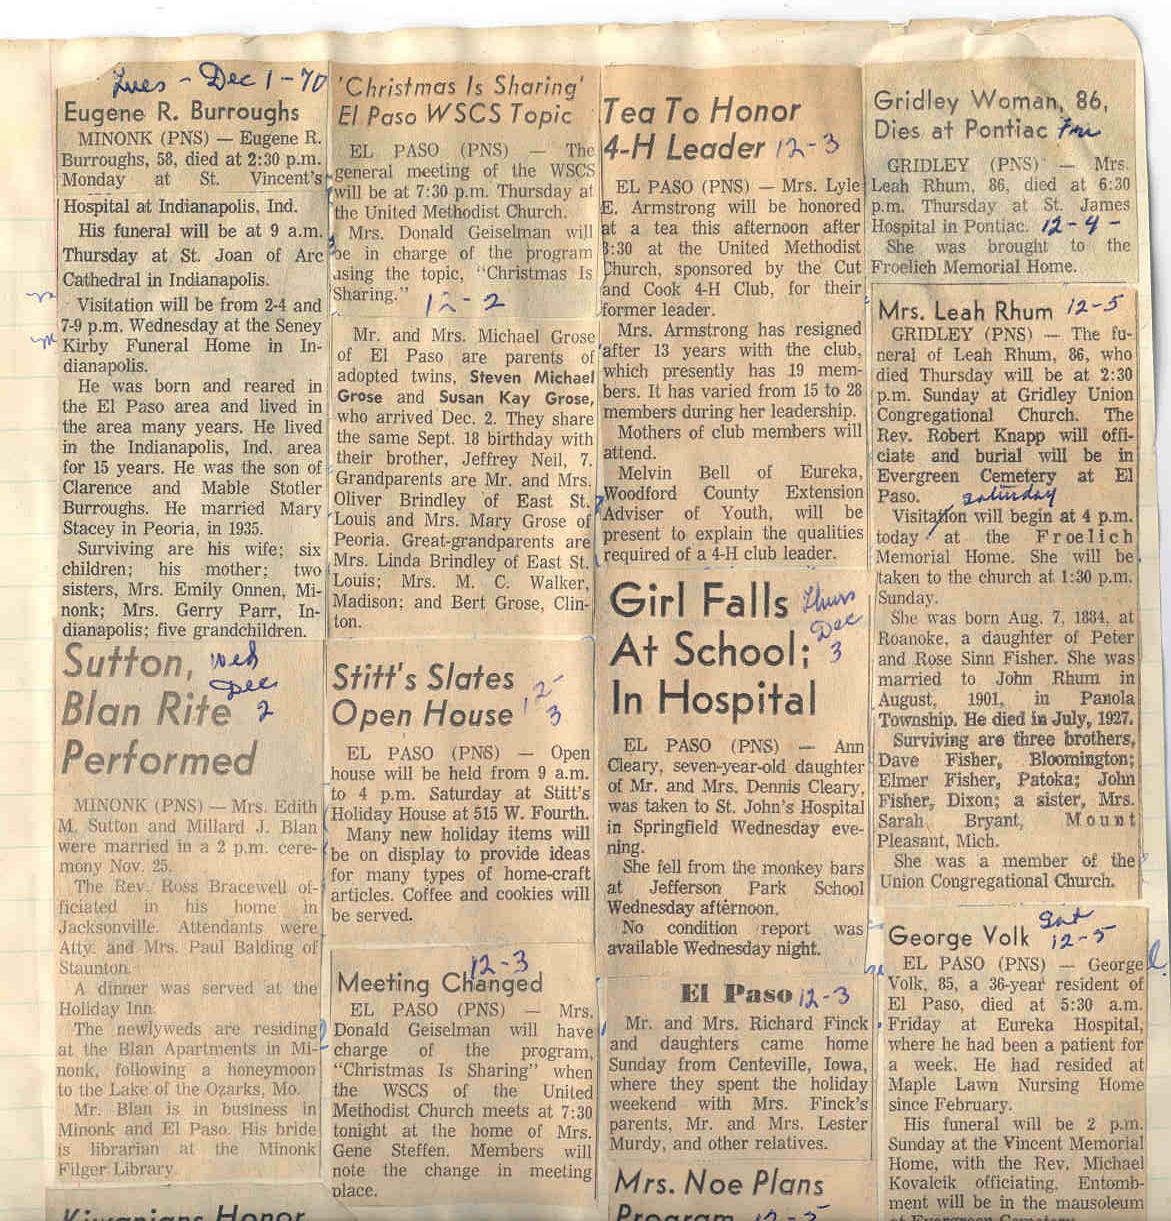 Tues - Dec 1-70
Eugene R. Burroughs
MINONK (PNS) — Eugene R.
Burroughs, 58, died at 2:30 p.m.
Monday at St. Vincent's
Hospital at Indianapolis, Ind.
His funeral will be at 9 a.m.
Thursday at St. Joan of Arc
Cathedral in Indianapolis.
Visitation will be from 2-4 and
7-9 p.m. Wednesday at the Seney
Kirby Funeral Home in In-
dianapolis.
He was born and reared in
the El Paso area and lived in
the area many years. He lived
in the Indianapolis, Ind. area
for 15 years. He was the son of
Clarence and Mable Stotler
Burroughs. He married Mary
Stacey in Peoria, in 1935.
Surviving are his wife; six
children; his mother; two
sisters, Mrs. Emily Onnen, Mi-
nonk; Mrs. Gerry Parr, In-
dianapolis; five grandchildren.
Sutton, Wed
Dec
Blan Rite 2
Performed
MINONK (PNS) — Mrs. Edith
M. Sutton and Millard J. Blan
were married in a 2 p.m. cere-
mony Nov. 25.
The Rev. Ross Bracewell of-
ficiated in his home in
Jacksonville. Attendants were
Atty. and Mrs. Paul Balding of
Staunton.
A dinner was served at the
Holiday Inn.
The newlyweds are residing
at the Blan Apartments in Mi-
nonk, following a honeymoon
to the Lake of the Ozarks, Mo.
Mr. Blan is in business in
Minonk and El Paso. His bride
is librarian at the Minonk
Filger Library.
Kiwanians Honor
'Christmas Is Sharing'
El Paso WSCS Topic
EL PASO (PNS) — The
general meeting of the WSCS
will be at 7:30 p.m. Thursday at
the United Methodist Church.
Mrs. Donald Geiselman will
be in charge of the program
using the topic, "Christmas Is
Sharing." 12-2
Mr. and Mrs. Michael Grose
of El Paso are parents of
adopted twins, Steven Michael
Grose and Susan Kay Grose,
who arrived Dec. 2. They share
the same Sept. 18 birthday with
their brother, Jeffrey Neil, 7.
Grandparents are Mr. and Mrs.
Oliver Brindley of East St.
Louis and Mrs. Mary Grose of
Peoria. Great-grandparents are
Mrs. Linda Brindley of East St.
Louis; Mrs. M. C. Walker,
Madison; and Bert Grose, Clin-
ton.
Stitt's Slates 12-
Open House 3
EL PASO (PNS) — Open
house will be held from 9 a.m.
to 4 p.m. Saturday at Stitt's
Holiday House at 515 W. Fourth.
Many new holiday items will
be on display to provide ideas
for many types of home-craft
articles. Coffee and cookies will
be served.
12-3
Meeting Changed
EL PASO (PNS) — Mrs.
Donald Geiselman will have
charge of the program,
"Christmas Is Sharing" when
the WSCS of the United
Methodist Church meets at 7:30
tonight at the home of Mrs.
Gene Steffen. Members will
note the change in meeting
place.
Tea To Honor
4-H Leader 12-3
EL PASO (PNS) — Mrs. Lyle
E. Armstrong will be honored
at a tea this afternoon after
3:30 at the United Methodist
Church, sponsored by the Cut
and Cook 4-H Club, for their
former leader.
Mrs. Armstrong has resigned
after 13 years with the club,
which presently has 19 mem-
bers. It has varied from 15 to 28
members during her leadership.
Mothers of club members will
attend.
Melvin Bell of Eureka,
Woodford County Extension
Adviser of Youth, will be
present to explain the qualities
required of a 4-H club leader.
Girl Falls Thurs
Dec
At School; 3
In Hospital
EL PASO (PNS) — Ann
Cleary, seven-year-old daughter
of Mr. and Mrs. Dennis Cleary,
was taken to St. John's Hospital
in Springfield Wednesday eve-
ning.
She fell from the monkey bars
at Jefferson Park School
Wednesday afternoon.
No condition report was
available Wednesday night.
El Paso 12-3
Mr. and Mrs. Richard Finck
and daughters came home
Sunday from Centeville, Iowa,
where they spent the holiday
weekend with Mrs. Finck's
parents, Mr. and Mrs. Lester
Murdy, and other relatives.
Mrs. Noe Plans
Program 12-5
Gridley Woman, 86,
Dies at Pontiac Fri
GRIDLEY (PNS) — Mrs.
Leah Rhum, 86, died at 6:30
p.m. Thursday at St. James
Hospital in Pontiac. 12-4-
She was brought to the
Froelich Memorial Home.
Mrs. Leah Rhum 12-5
GRIDLEY (PNS) — The fu-
neral of Leah Rhum, 86, who
died Thursday will be at 2:30
p.m. Sunday at Gridley Union
Congregational Church. The
Rev. Robert Knapp will offi-
ciate and burial will be in
Evergreen Cemetery at El
Paso. Saturday
Visitation will begin at 4 p.m.
today at the Froelich
Memorial Home. She will be
taken to the church at 1:30 p.m.
Sunday.
She was born Aug. 7, 1884, at
Roanoke, a daughter of Peter
and Rose Sinn Fisher. She was
married to John Rhum in
August, 1901, in Panola
Township. He died in July, 1927.
Surviving are three brothers,
Dave Fisher, Bloomington;
Elmer Fisher, Patoka; John
Fisher, Dixon; a sister, Mrs.
Sarah Bryant, Mount
Pleasant, Mich.
She was a member of the
Union Congregational Church.
Sat
George Volk 12-5
EL PASO (PNS) — George
Volk, 85, a 36-year resident of
El Paso, died at 5:30 a.m.
Friday at Eureka Hospital,
where he had been a patient for
a week. He had resided at
Maple Lawn Nursing Home
since February.
His funeral will be 2 p.m.
Sunday at the Vincent Memorial
Home, with the Rev. Michael
Kovalcik officiating. Entomb-
ment will be in the mausoleum
at Evergreen Cemetery